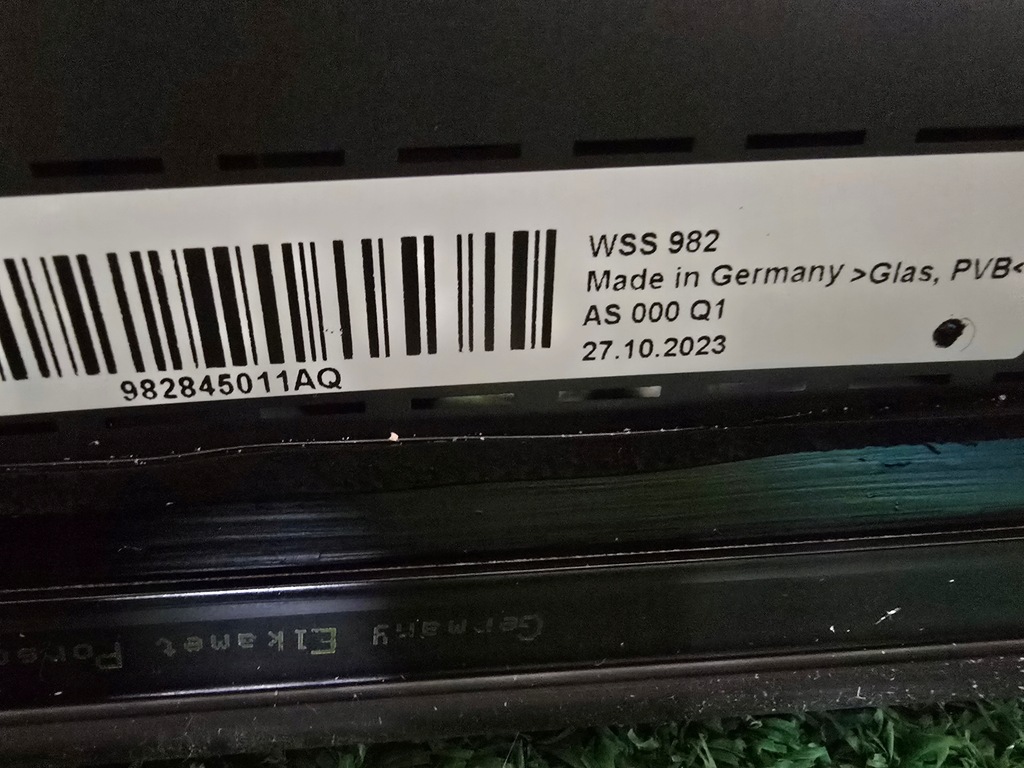 WSS 982
Made in Germany >Glas, PVB<
AS 000 Q1
27.10.2023
982845011AQ
Germany Elkamet